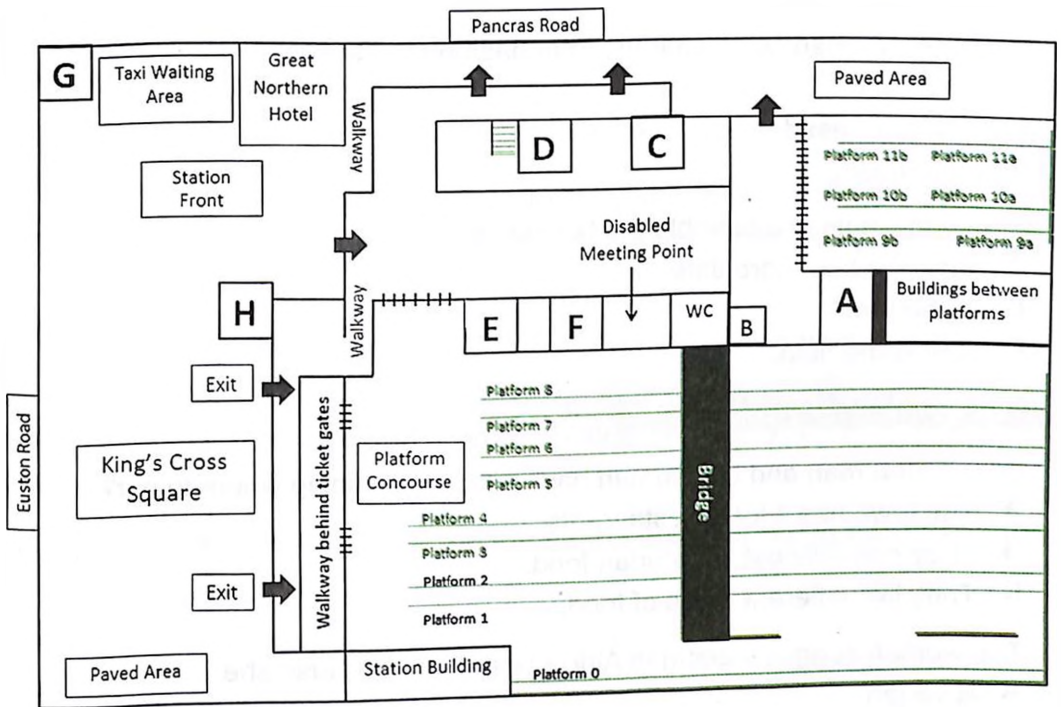 Pancras Road
G
Taxi Waiting
Area
Great
Northern
Hotel
Walkway
Paved Area
D
C
Platform 11b Platform 11a
Platform 10b Platform 10a
Platform 9b Platform 9a
Station
Front
Disabled
Meeting Point
H
Walkway
E
F
WC
B
A
Buildings between
platforms
Exit
Euston Road
King's Cross
Square
Exit
Walkway behind ticket gates
Platform
Concourse
Platform 8
Platform 7
Platform 6
Platform 5
Platform 4
Platform 3
Platform 2
Platform 1
Bridge
Paved Area
Station Building
Platform 0